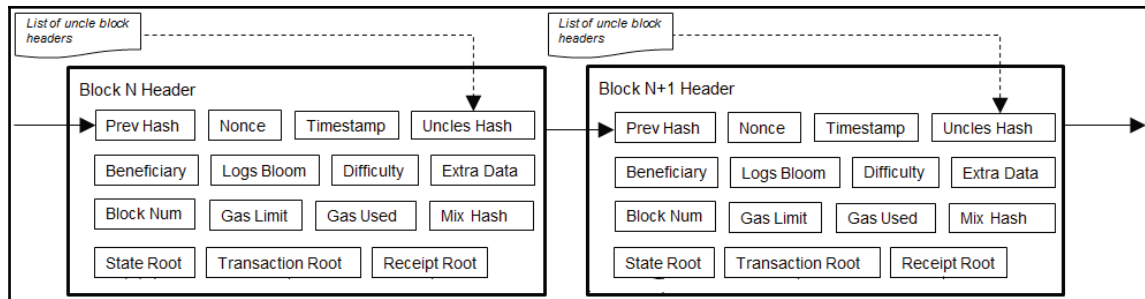 List of uncle block
headers
List of uncle block
headers
Block N Header
Prev Hash Nonce Timestamp Uncles Hash
Beneficiary Logs Bloom Difficulty Extra Data
Block Num Gas Limit Gas Used Mix Hash
State Root Transaction Root Receipt Root
Block N+1 Header
Prev Hash Nonce Timestamp Uncles Hash
Beneficiary Logs Bloom Difficulty Extra Data
Block Num Gas Limit Gas Used Mix Hash
State Root Transaction Root Receipt Root